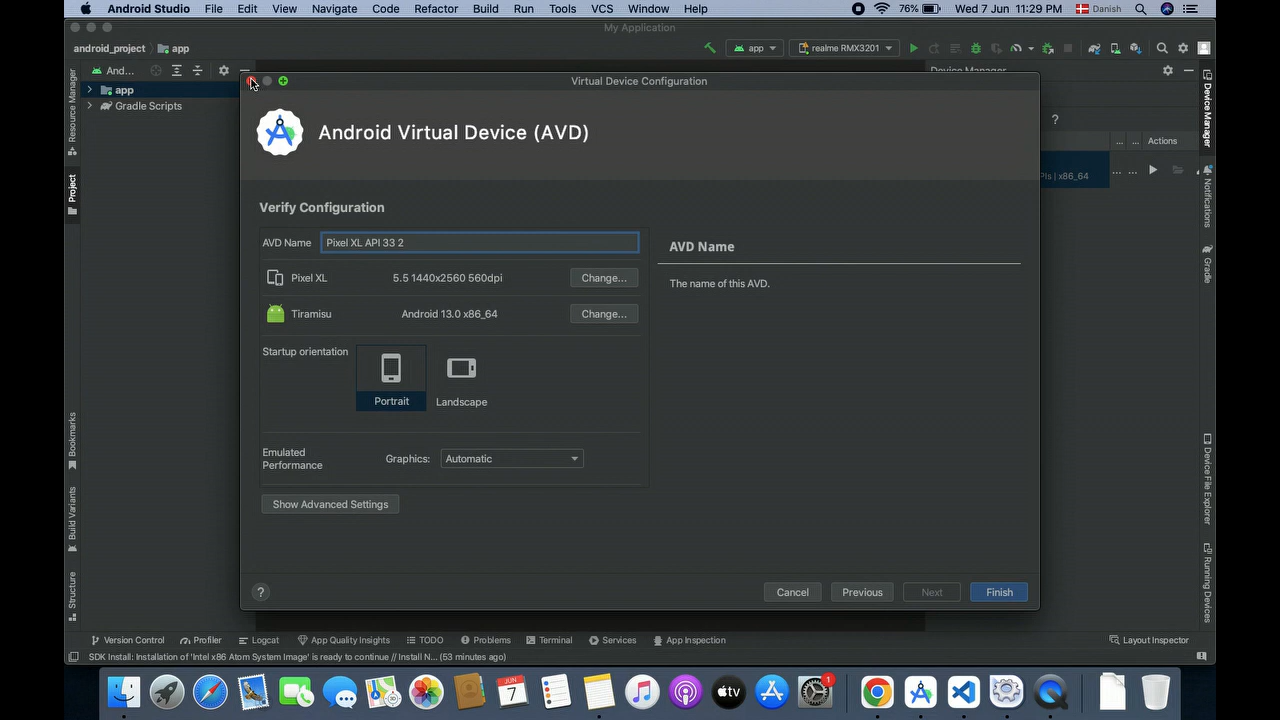 Android Studio File Edit View Navigate Code Refactor Build Run Tools VCS Window Help 76% Wed 7 Jun 11:29 PM Danish
My Application
android_project app app realme RMX3201
And... Device Manager
app
Gradle Scripts
Resource Manager
Project
Bookmarks
Build Variants
Structure
Virtual Device Configuration
Android Virtual Device (AVD)
Verify Configuration
AVD Name Pixel XL API 33 2
Pixel XL 5.5 1440x2560 560dpi Change...
Tiramisu Android 13.0 x86_64 Change...
Startup orientation
Portrait
Landscape
Emulated
Performance
Graphics: Automatic
Show Advanced Settings
AVD Name
The name of this AVD.
? Cancel Previous Next Finish
?
... ... Actions
PIs | x86_64 ... ...
Device Manager
Notifications
Gradle
Device File Explorer
Running Devices
Version Control Profiler Logcat App Quality Insights TODO Problems Terminal Services App Inspection Layout Inspector
SDK Install: Installation of 'Intel x86 Atom System Image' is ready to continue // Install N... (53 minutes ago)
JUN
7
tv
1